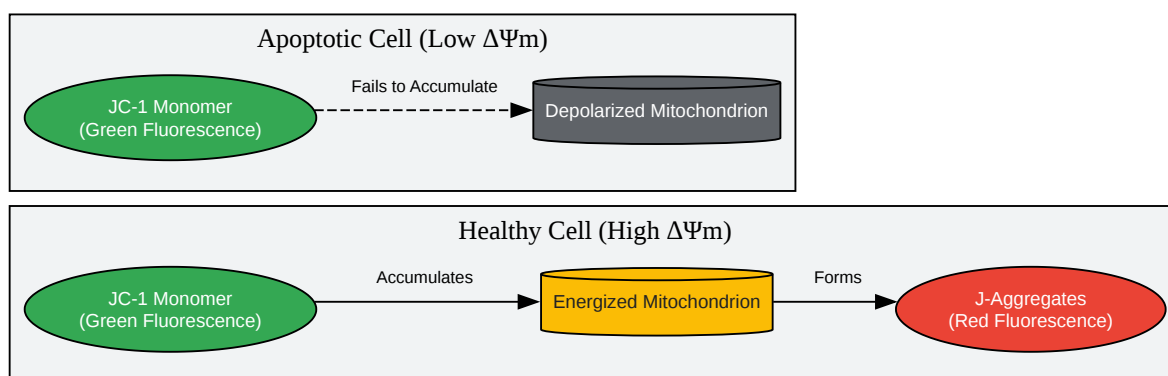 Apoptotic Cell (Low ΔΨm)
JC-1 Monomer
(Green Fluorescence)
Fails to Accumulate
Depolarized Mitochondrion
Healthy Cell (High ΔΨm)
JC-1 Monomer
(Green Fluorescence)
Accumulates
Energized Mitochondrion
Forms
J-Aggregates
(Red Fluorescence)